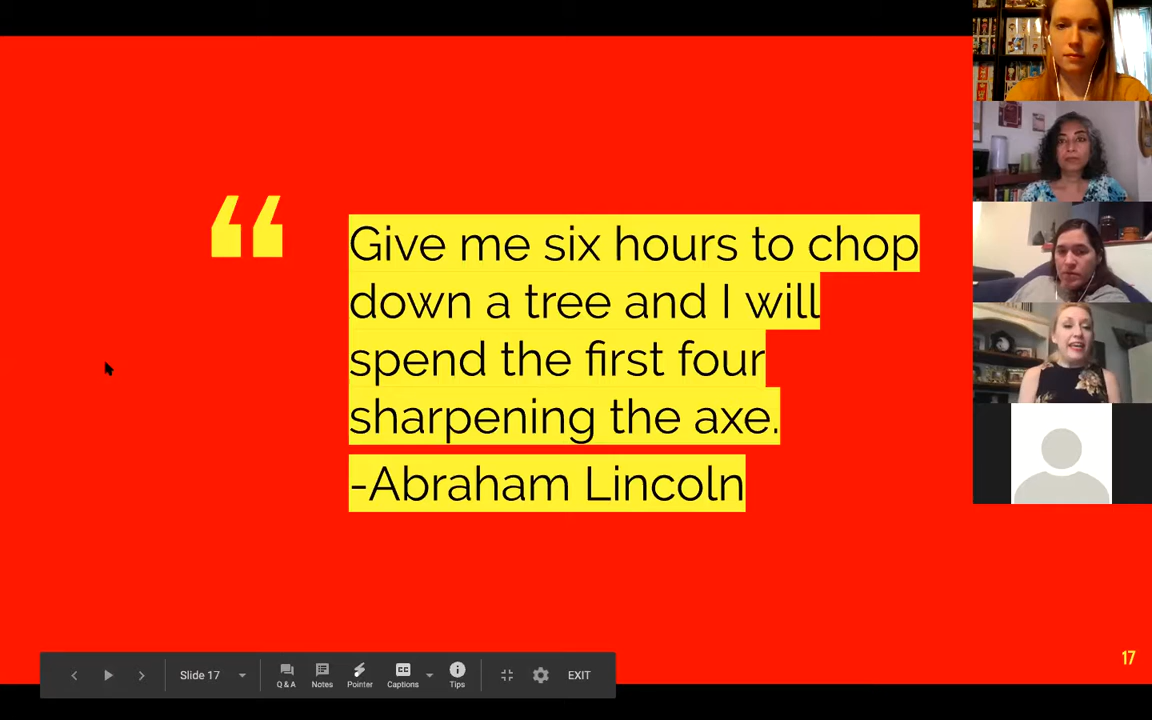 “
Give me six hours to chop
down a tree and I will
spend the first four
sharpening the axe.
-Abraham Lincoln
17
Slide 17
Q & A
Notes
Pointer
CC
Captions
Tips
EXIT